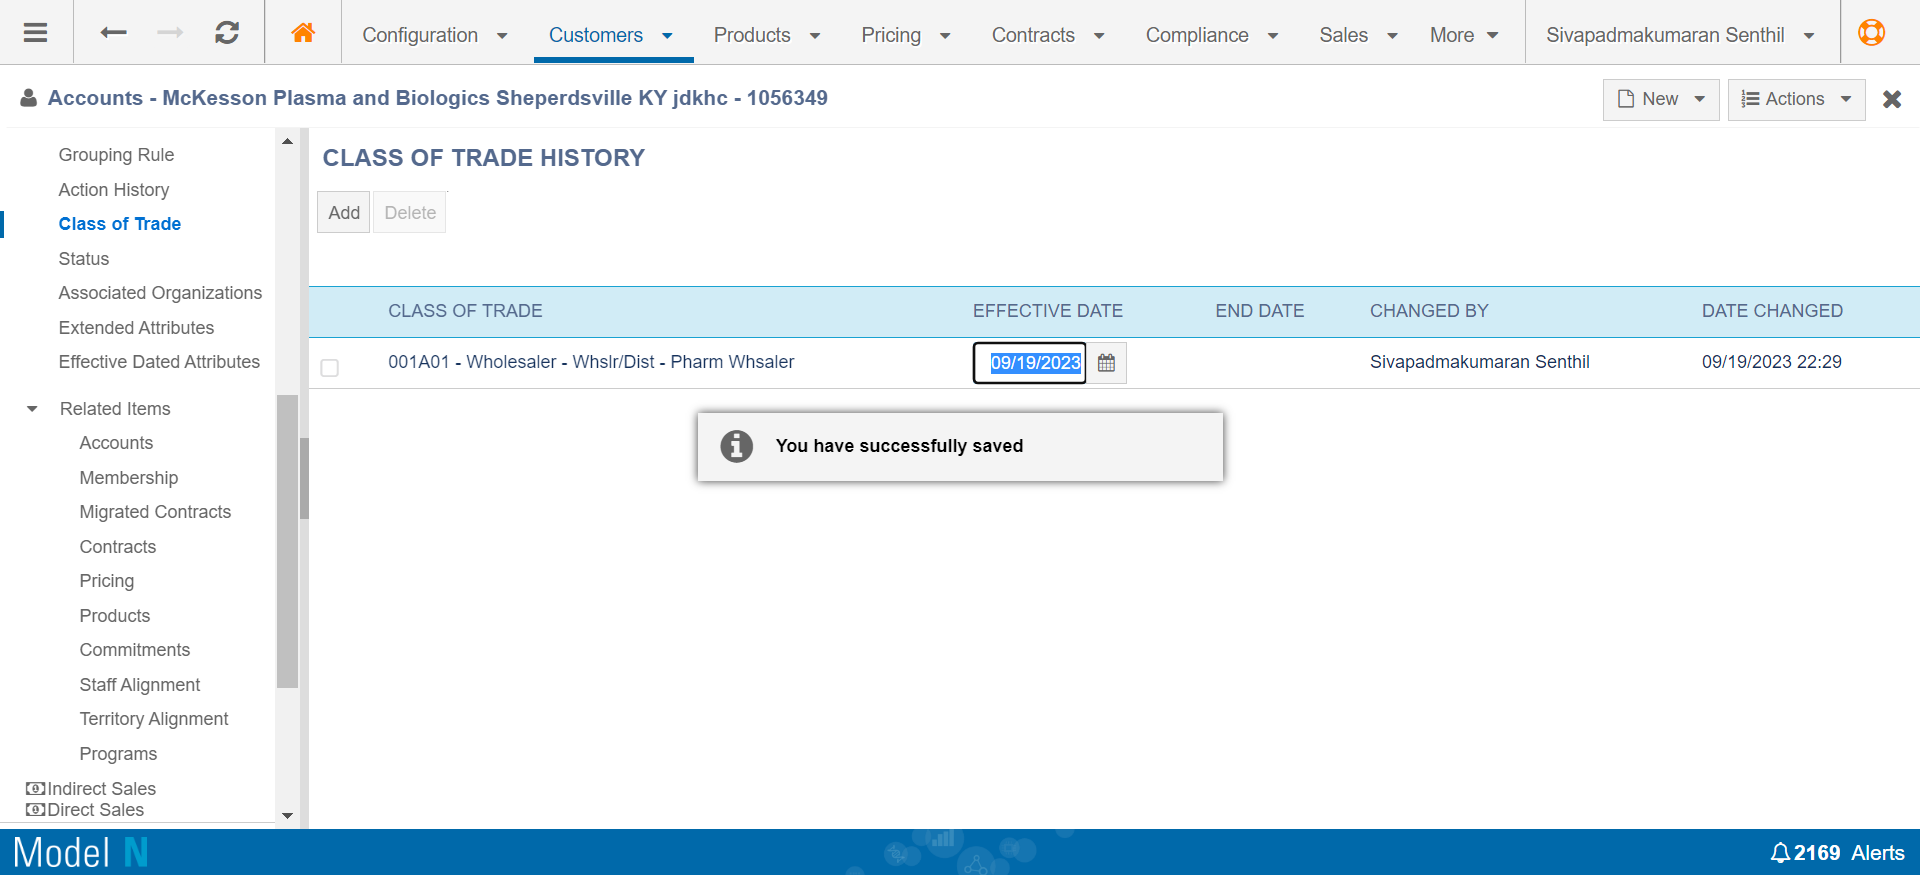 Configuration Customers Products Pricing Contracts Compliance Sales More Sivapadmakumaran Senthil
Accounts - McKesson Plasma and Biologics Sheperdsville KY jdkhc - 1056349
New Actions
Grouping Rule
Action History
Class of Trade
Status
Associated Organizations
Extended Attributes
Effective Dated Attributes
Related Items
Accounts
Membership
Migrated Contracts
Contracts
Pricing
Products
Commitments
Staff Alignment
Territory Alignment
Programs
Indirect Sales
Direct Sales
CLASS OF TRADE HISTORY
Add Delete
CLASS OF TRADE EFFECTIVE DATE END DATE CHANGED BY DATE CHANGED
001A01 - Wholesaler - Whslr/Dist - Pharm Whsaler 09/19/2023 Sivapadmakumaran Senthil 09/19/2023 22:29
You have successfully saved
Model N
2169 Alerts